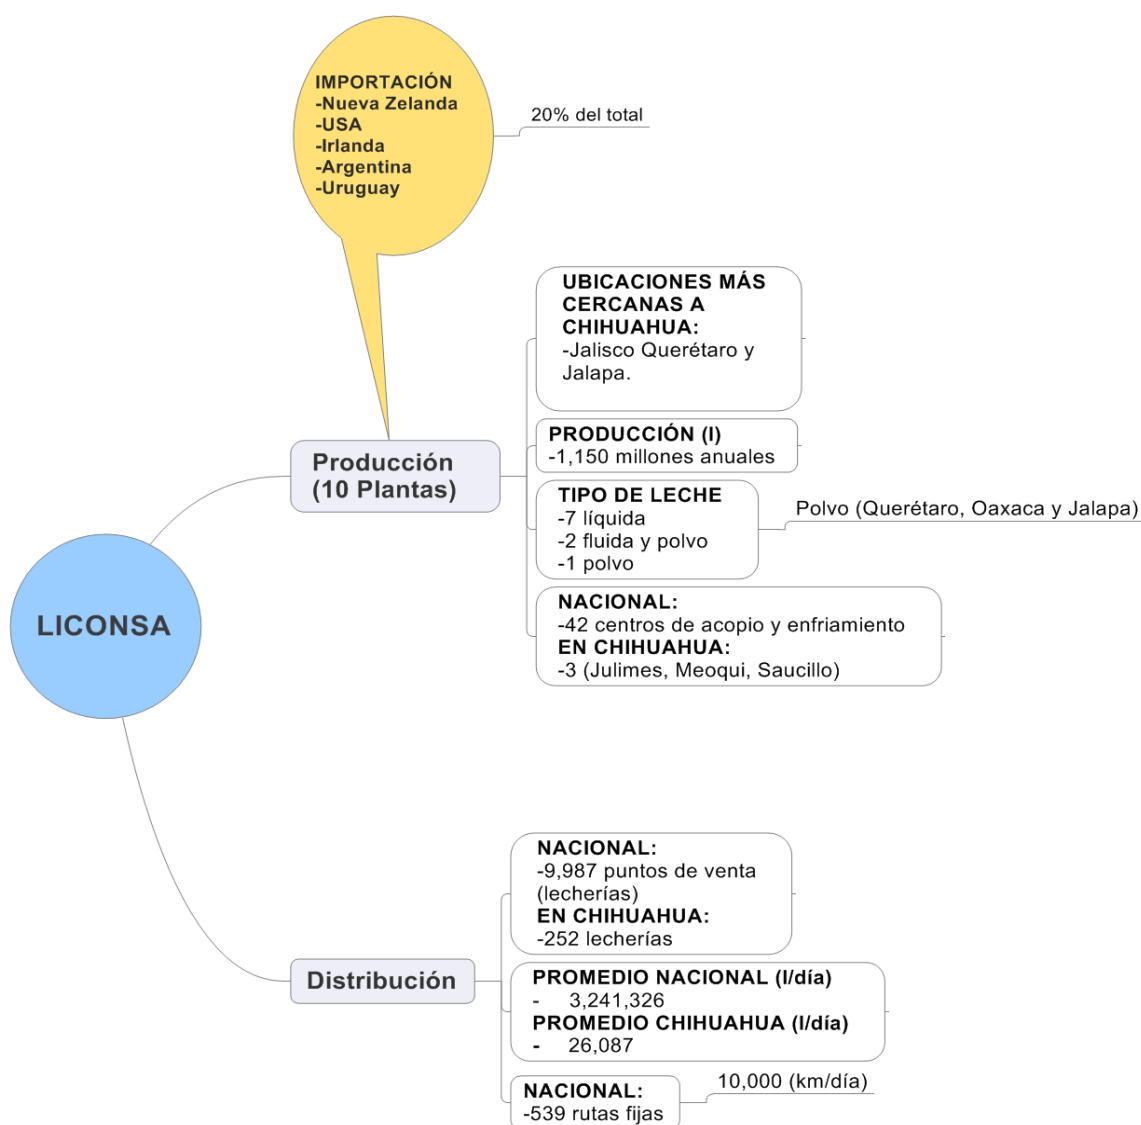 IMPORTACIÓN
-Nueva Zelanda
-USA
-Irlanda
-Argentina
-Uruguay
20% del total
UBICACIONES MÁS
CERCANAS A
CHIHUAHUA:
-Jalisco Querétaro y
Jalapa.
PRODUCCIÓN (l)
-1,150 millones anuales
Producción
(10 Plantas)
TIPO DE LECHE
-7 líquida
-2 fluida y polvo
-1 polvo
Polvo (Querétaro, Oaxaca y Jalapa)
NACIONAL:
-42 centros de acopio y enfriamiento
EN CHIHUAHUA:
-3 (Julimes, Meoqui, Saucillo)
LICONSA
NACIONAL:
-9,987 puntos de venta
(lecherías)
EN CHIHUAHUA:
-252 lecherías
Distribución
PROMEDIO NACIONAL (l/día)
- 3,241,326
PROMEDIO CHIHUAHUA (l/día)
- 26,087
NACIONAL:
-539 rutas fijas
10,000 (km/día)